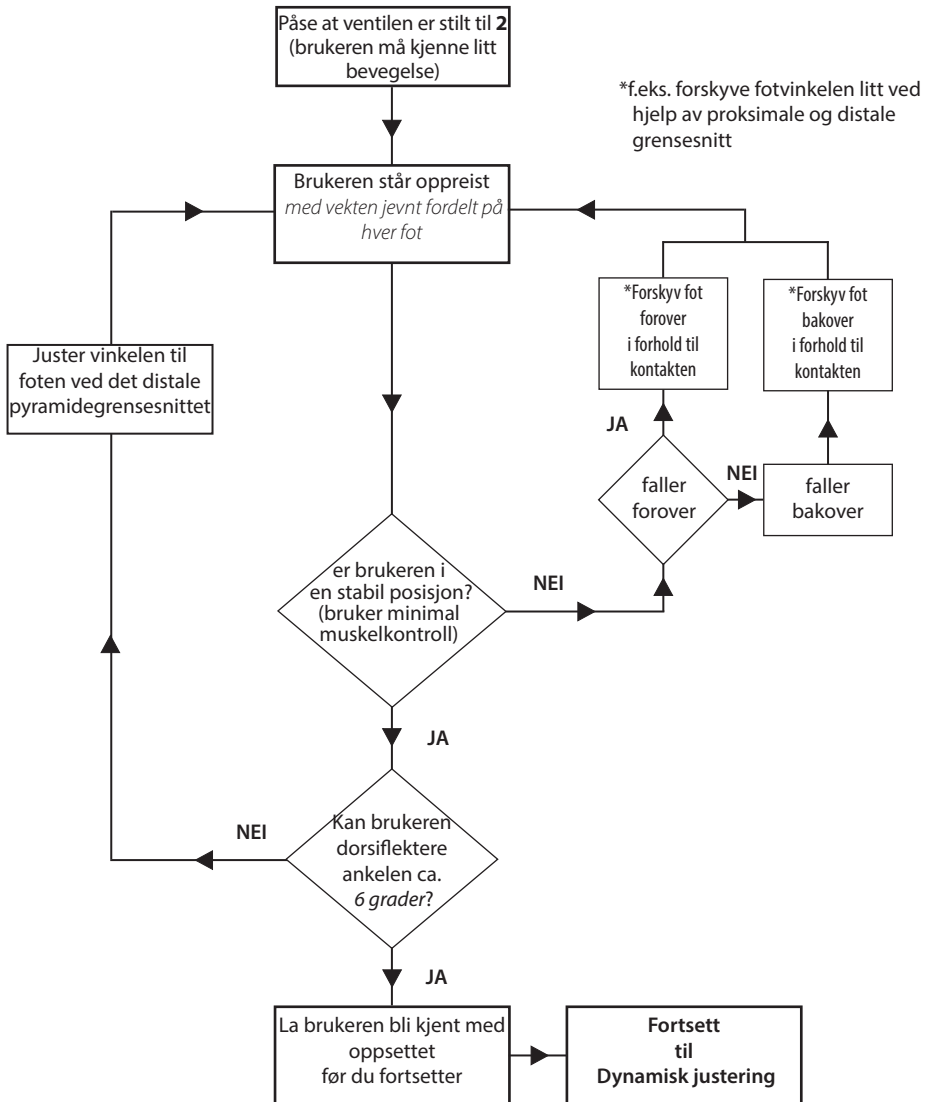 Påse at ventilen er stilt til 2
(brukeren må kjenne litt
bevegelse)
*f.eks. forskyve fotvinkelen litt ved
hjelp av proksimale og distale
grensesnitt
Brukeren står oppreist
med vekten jevnt fordelt på
hver fot
*Forskyv fot
forover
i forhold til
kontakten
*Forskyv fot
bakover
i forhold til
kontakten
Juster vinkelen til
foten ved det distale
pyramidegrensesnittet
JA
faller
forover
NEI
faller
bakover
er brukeren i
en stabil posisjon?
(bruker minimal
muskelkontroll)
NEI
JA
Kan brukeren
dorsiflektere
ankelen ca.
6 grader?
NEI
JA
La brukeren bli kjent med
oppsettet
før du fortsetter
Fortsett
til
Dynamisk justering